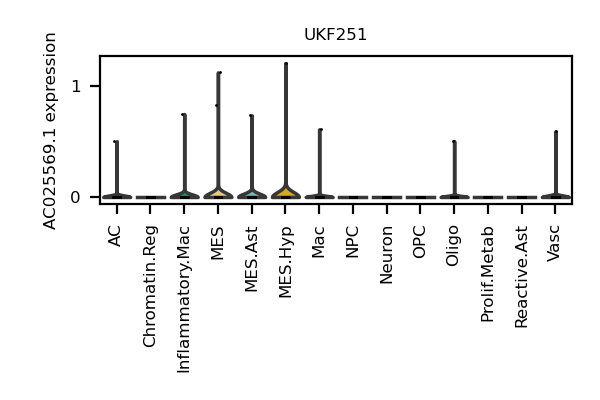 UKF251
AC025569.1 expression
1
0
AC
Chromatin.Reg
Inflammatory.Mac
MES
MES.Ast
MES.Hyp
Mac
NPC
Neuron
OPC
Oligo
Prolif.Metab
Reactive.Ast
Vasc